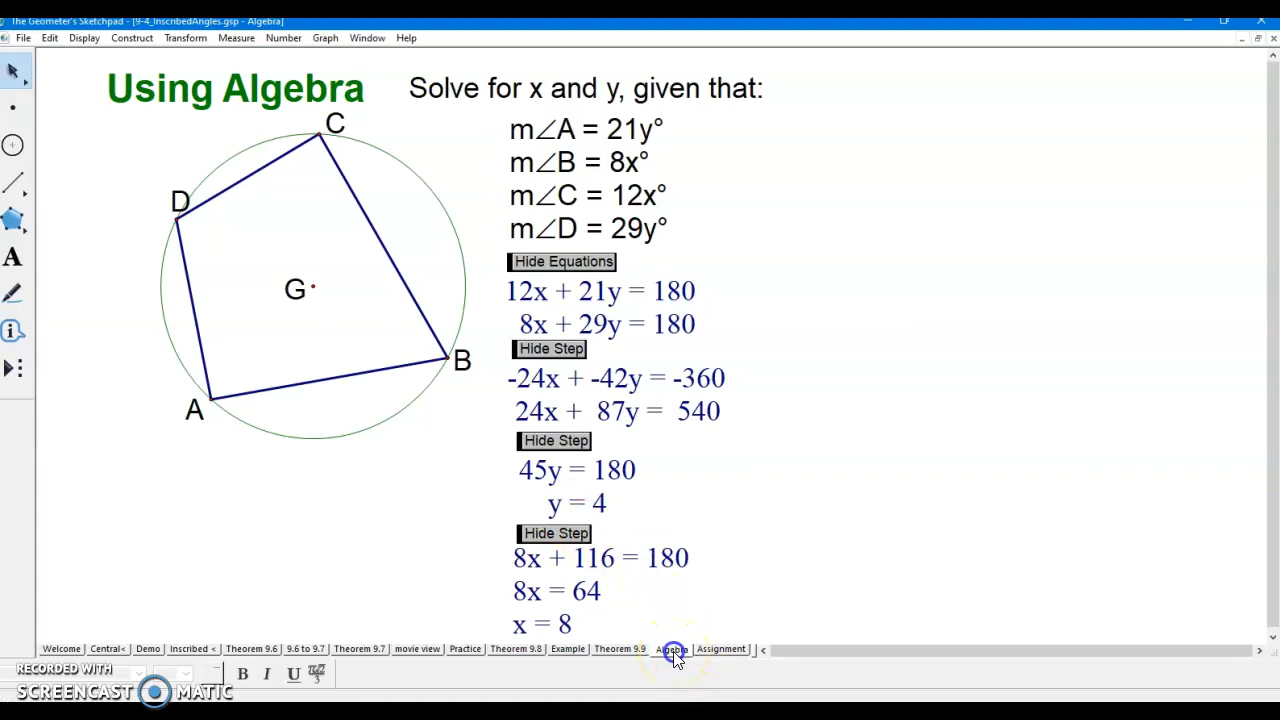 The Geometer's Sketchpad - [9-4_InscribedAngles.gsp - Algebra]
File Edit Display Construct Transform Measure Number Graph Window Help
Using Algebra
Solve for x and y, given that:
m∠A = 21y°
m∠B = 8x°
m∠C = 12x°
m∠D = 29y°
C
D
G
B
A
A
Hide Equations
12x + 21y = 180
8x + 29y = 180
Hide Step
-24x + -42y = -360
24x + 87y = 540
Hide Step
45y = 180
y = 4
Hide Step
8x + 116 = 180
8x = 64
x = 8
Welcome Central< Demo Inscribed < Theorem 9.6 9.6 to 9.7 Theorem 9.7 movie view Practice Theorem 9.8 Example Theorem 9.9 Algebra Assignment
B I U
RECORDED WITH
SCREENCAST MATIC